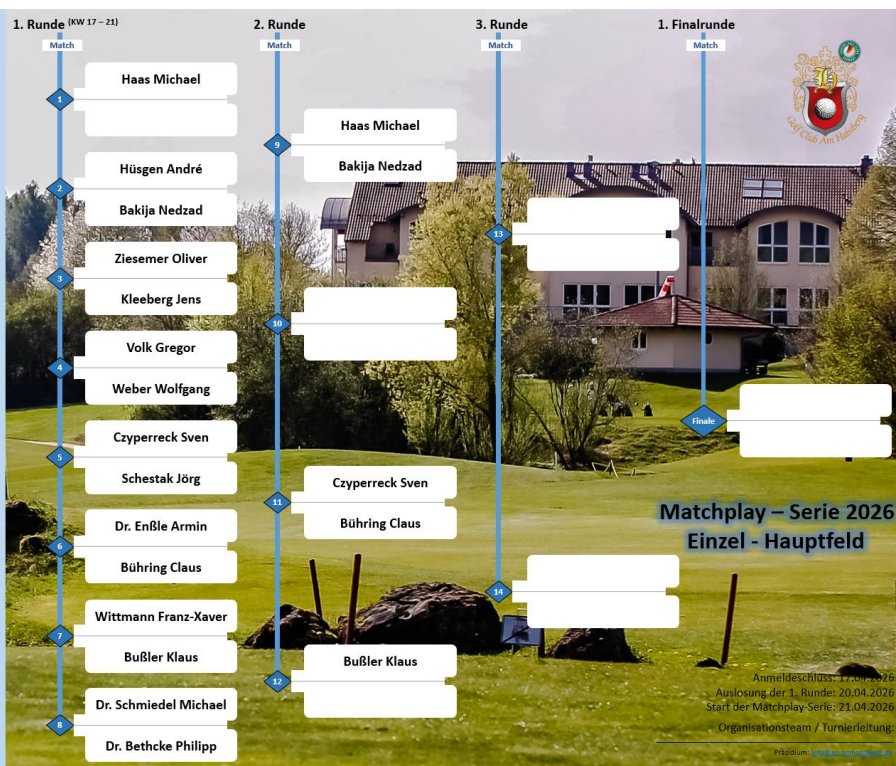 1. Runde (KW 17 – 21)
Match
1
Haas Michael
2
Hüsgen André
Bakija Nedzad
3
Ziesemer Oliver
Kleeberg Jens
4
Volk Gregor
Weber Wolfgang
5
Czyperreck Sven
Schestak Jörg
6
Dr. Enßle Armin
Bühring Claus
7
Wittmann Franz-Xaver
Bußler Klaus
8
Dr. Schmiedel Michael
Dr. Bethcke Philipp
2. Runde
Match
9
Haas Michael
Bakija Nedzad
10
11
Czyperreck Sven
Bühring Claus
12
Bußler Klaus
3. Runde
Match
13
14
1. Finalrunde
Match
Finale
Golf Club Am Habsberg
Matchplay – Serie 2026
Einzel - Hauptfeld
Anmeldeschluss: 17.04.2026
Auslosung der 1. Runde: 20.04.2026
Start der Matchplay-Serie: 21.04.2026
Organisationsteam / Turnierleitung:
Präzidium: